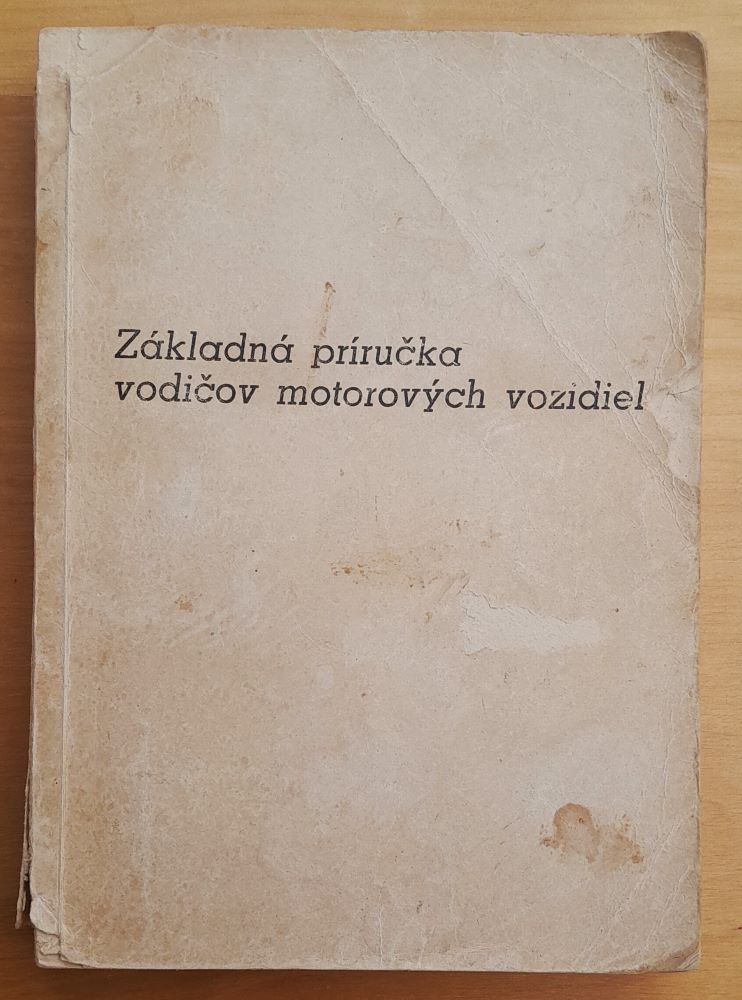 Základná príručka
vodičov motorových vozidiel